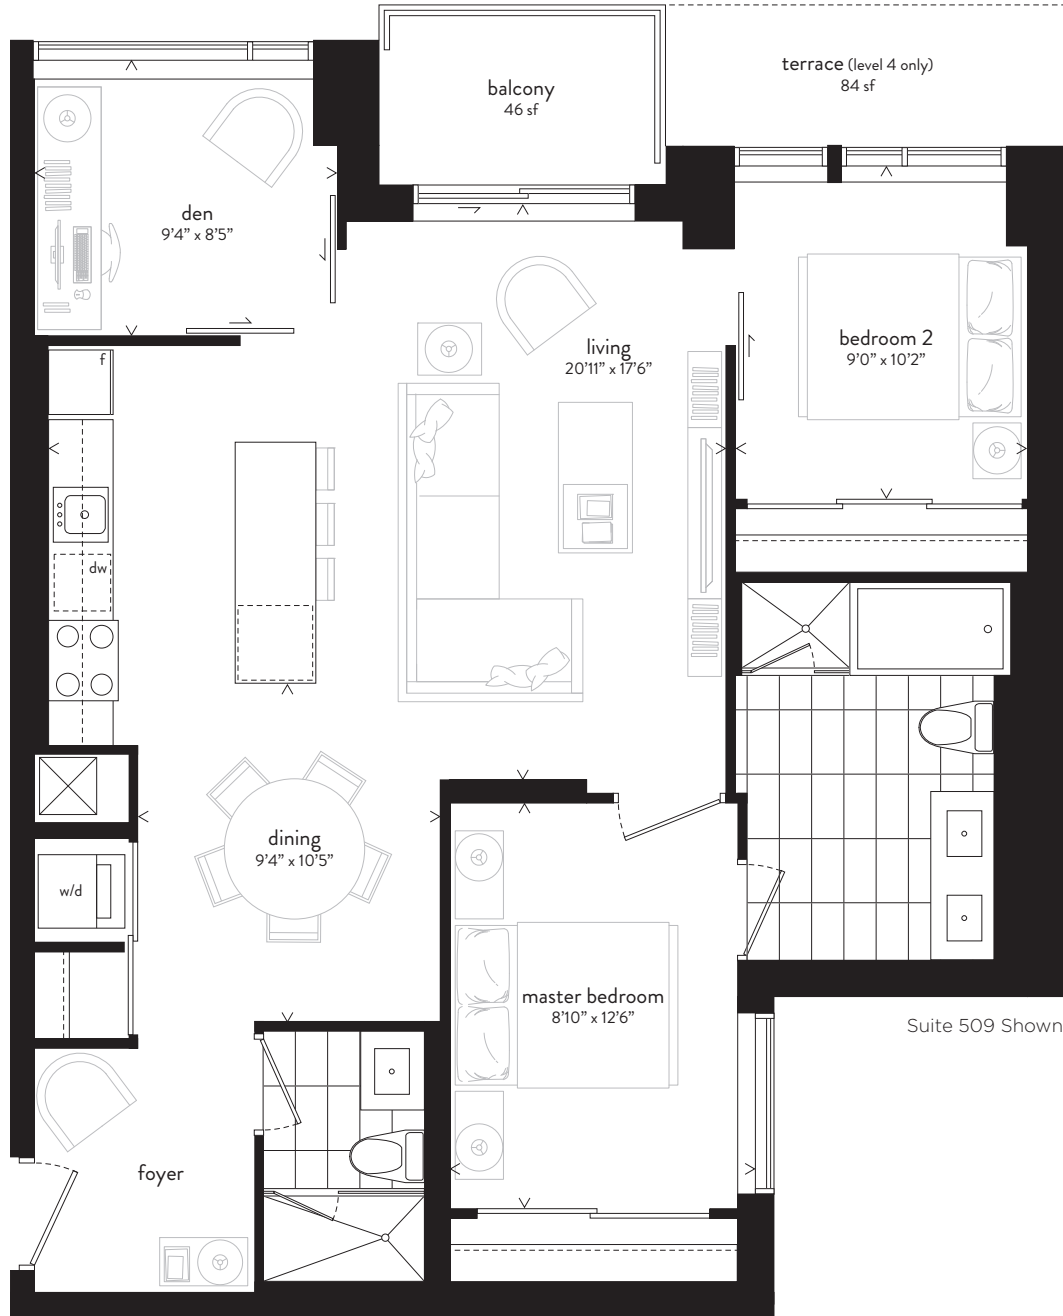 terrace (level 4 only)
84 sf
balcony
46 sf
den
9'4" x 8'5"
living
20'11" x 17'6"
bedroom 2
9'0" x 10'2"
f
dw
dining
9'4" x 10'5"
w/d
master bedroom
8'10" x 12'6"
Suite 509 Shown
foyer